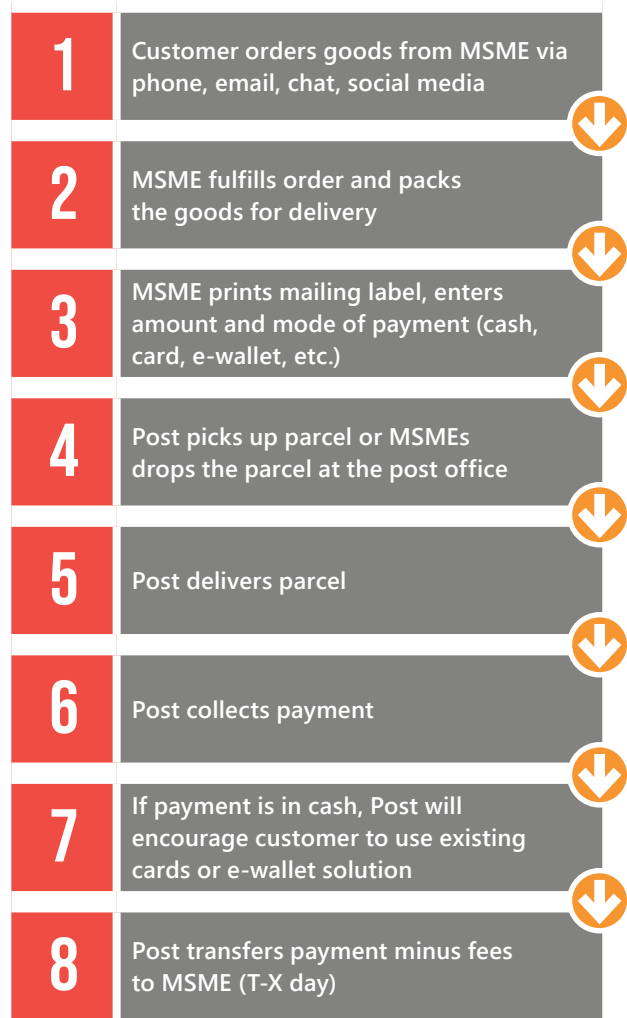 1
Customer orders goods from MSME via
phone, email, chat, social media
2
MSME fulfills order and packs
the goods for delivery
3
MSME prints mailing label, enters
amount and mode of payment (cash,
card, e-wallet, etc.)
4
Post picks up parcel or MSMEs
drops the parcel at the post office
5
Post delivers parcel
6
Post collects payment
7
If payment is in cash, Post will
encourage customer to use existing
cards or e-wallet solution
8
Post transfers payment minus fees
to MSME (T-X day)